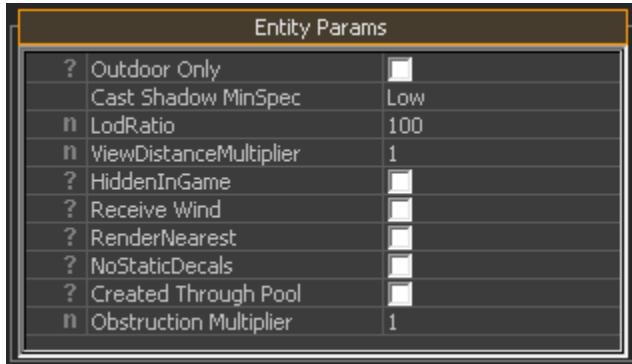 Entity Params
? Outdoor Only
Cast Shadow MinSpec Low
n LodRatio 100
n ViewDistanceMultiplier 1
? HiddenInGame
? Receive Wind
? RenderNearest
? NoStaticDecals
? Created Through Pool
n Obstruction Multiplier 1